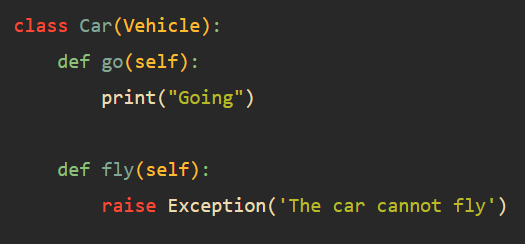 class Car(Vehicle):
    def go(self):
        print("Going")

    def fly(self):
        raise Exception('The car cannot fly')